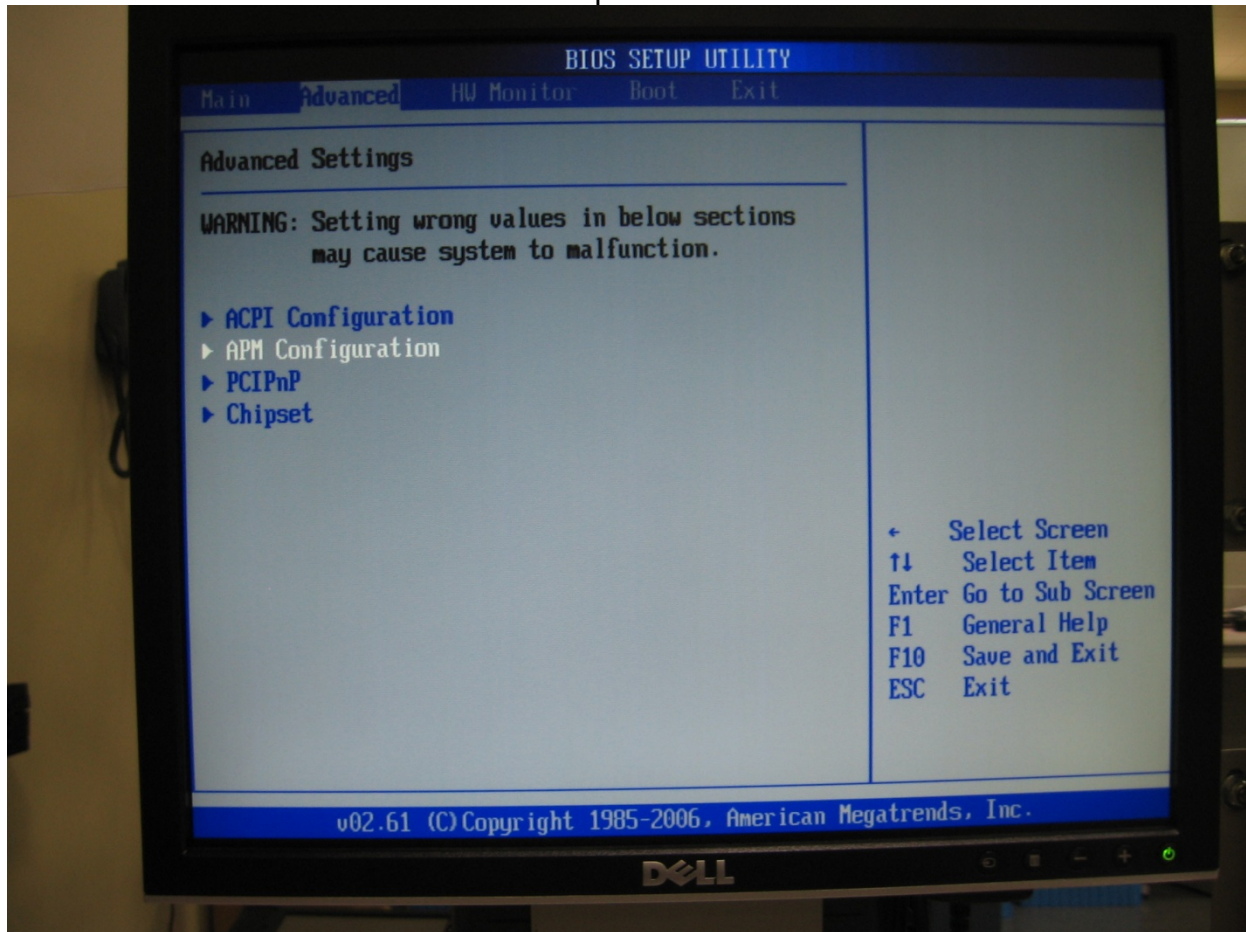 BIOS SETUP UTILITY
Main Advanced HW Monitor Boot Exit
Advanced Settings
WARNING: Setting wrong values in below sections
may cause system to malfunction.
▶ ACPI Configuration
▶ APM Configuration
▶ PCIPnP
▶ Chipset
← Select Screen
↑↓ Select Item
Enter Go to Sub Screen
F1 General Help
F10 Save and Exit
ESC Exit
v02.61 (C)Copyright 1985-2006, American Megatrends, Inc.
DELL